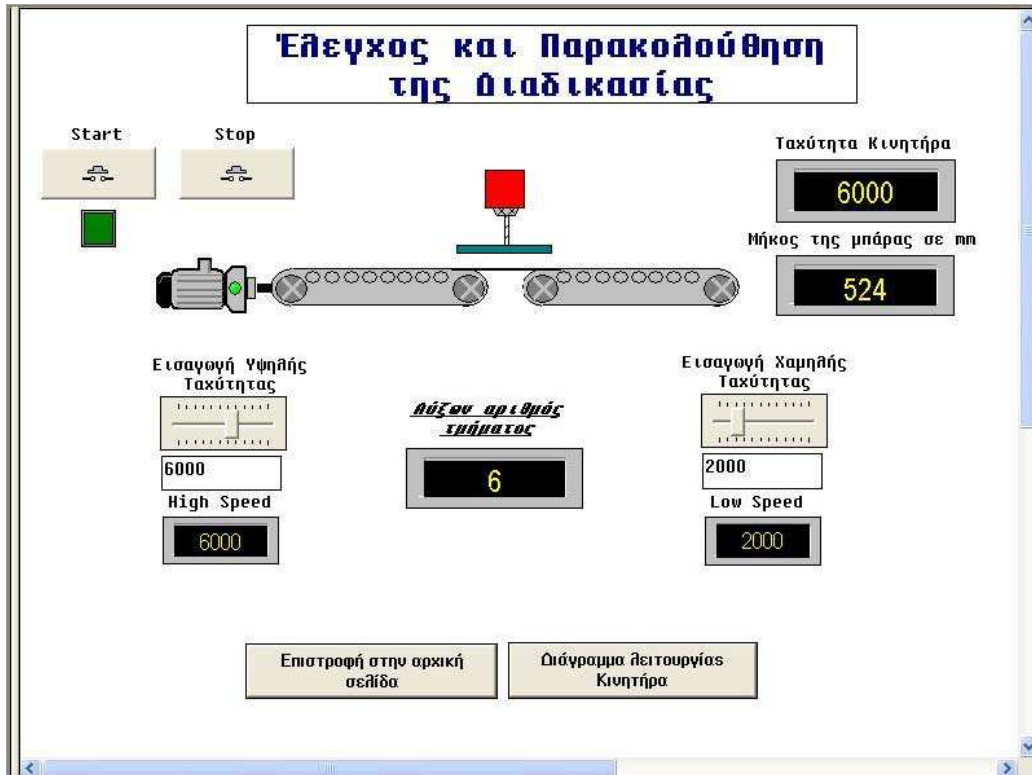 Έλεγχος και Παρακολούθηση
της Διαδικασίας
Start
Stop
Ταχύτητα Κινητήρα
6000
Μήκος της μπάρας σε mm
524
Εισαγωγή Υψηλής
Ταχύτητας
6000
High Speed
6000
Αύξων αριθμός
τμήματος
6
Εισαγωγή Χαμηλής
Ταχύτητας
2000
Low Speed
2000
Επιστροφή στην αρχική
σελίδα
Διάγραμμα λειτουργίας
Κινητήρα